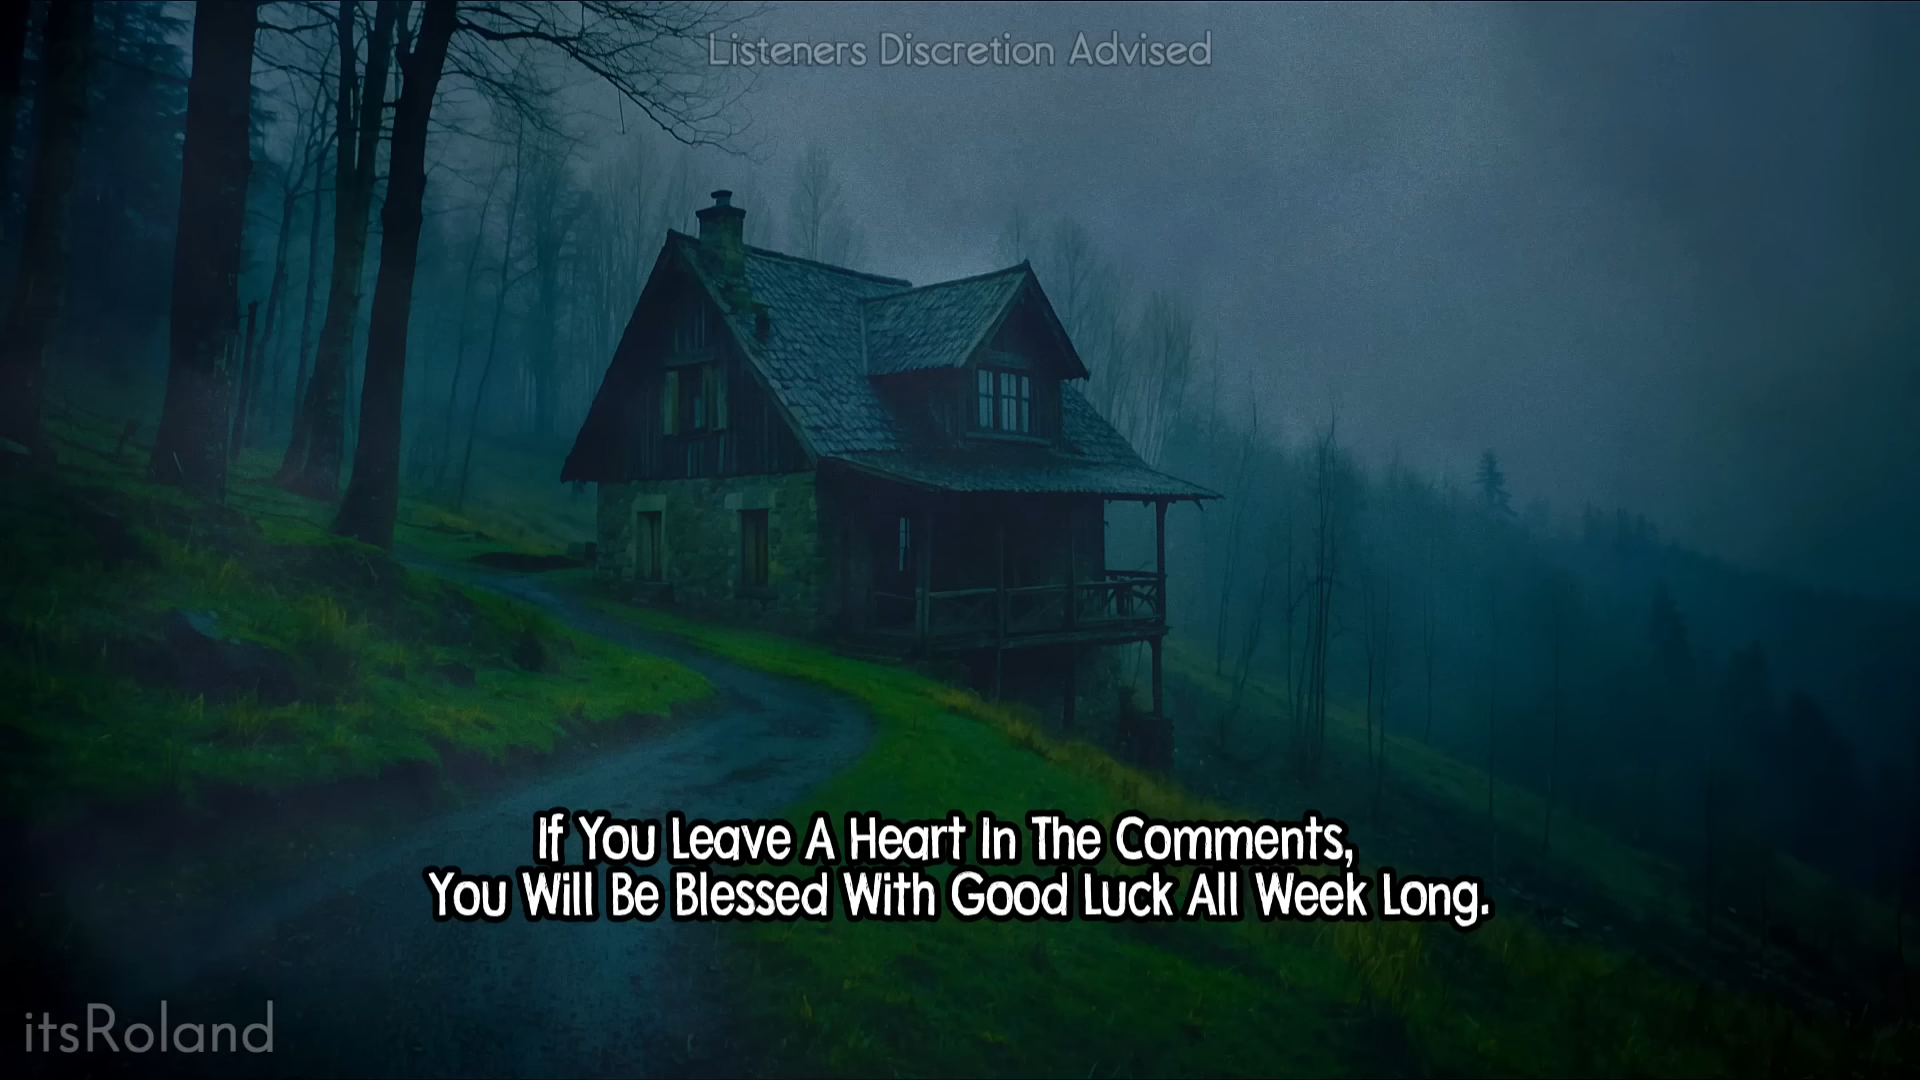 Listeners Discretion Advised
If You Leave A Heart In The Comments,
You Will Be Blessed With Good Luck All Week Long.
itsRoland